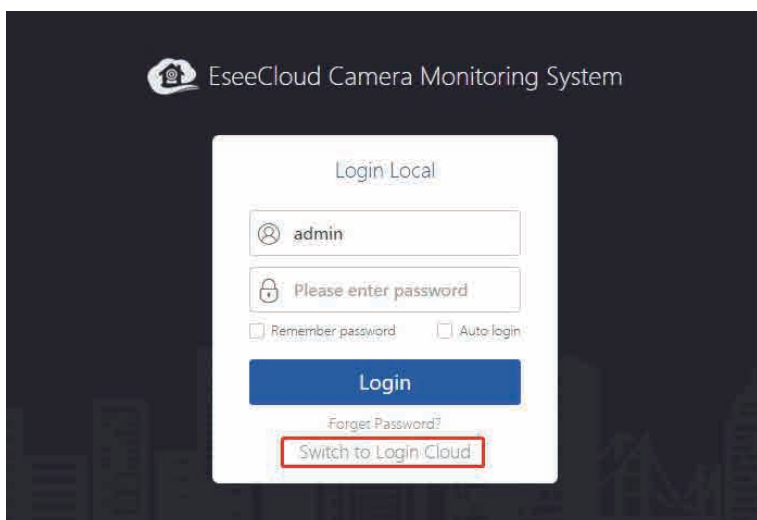 EseeCloud Camera Monitoring System
Login Local
admin
Please enter password
Remember password Auto login
Login
Forget Password?
Switch to Login Cloud